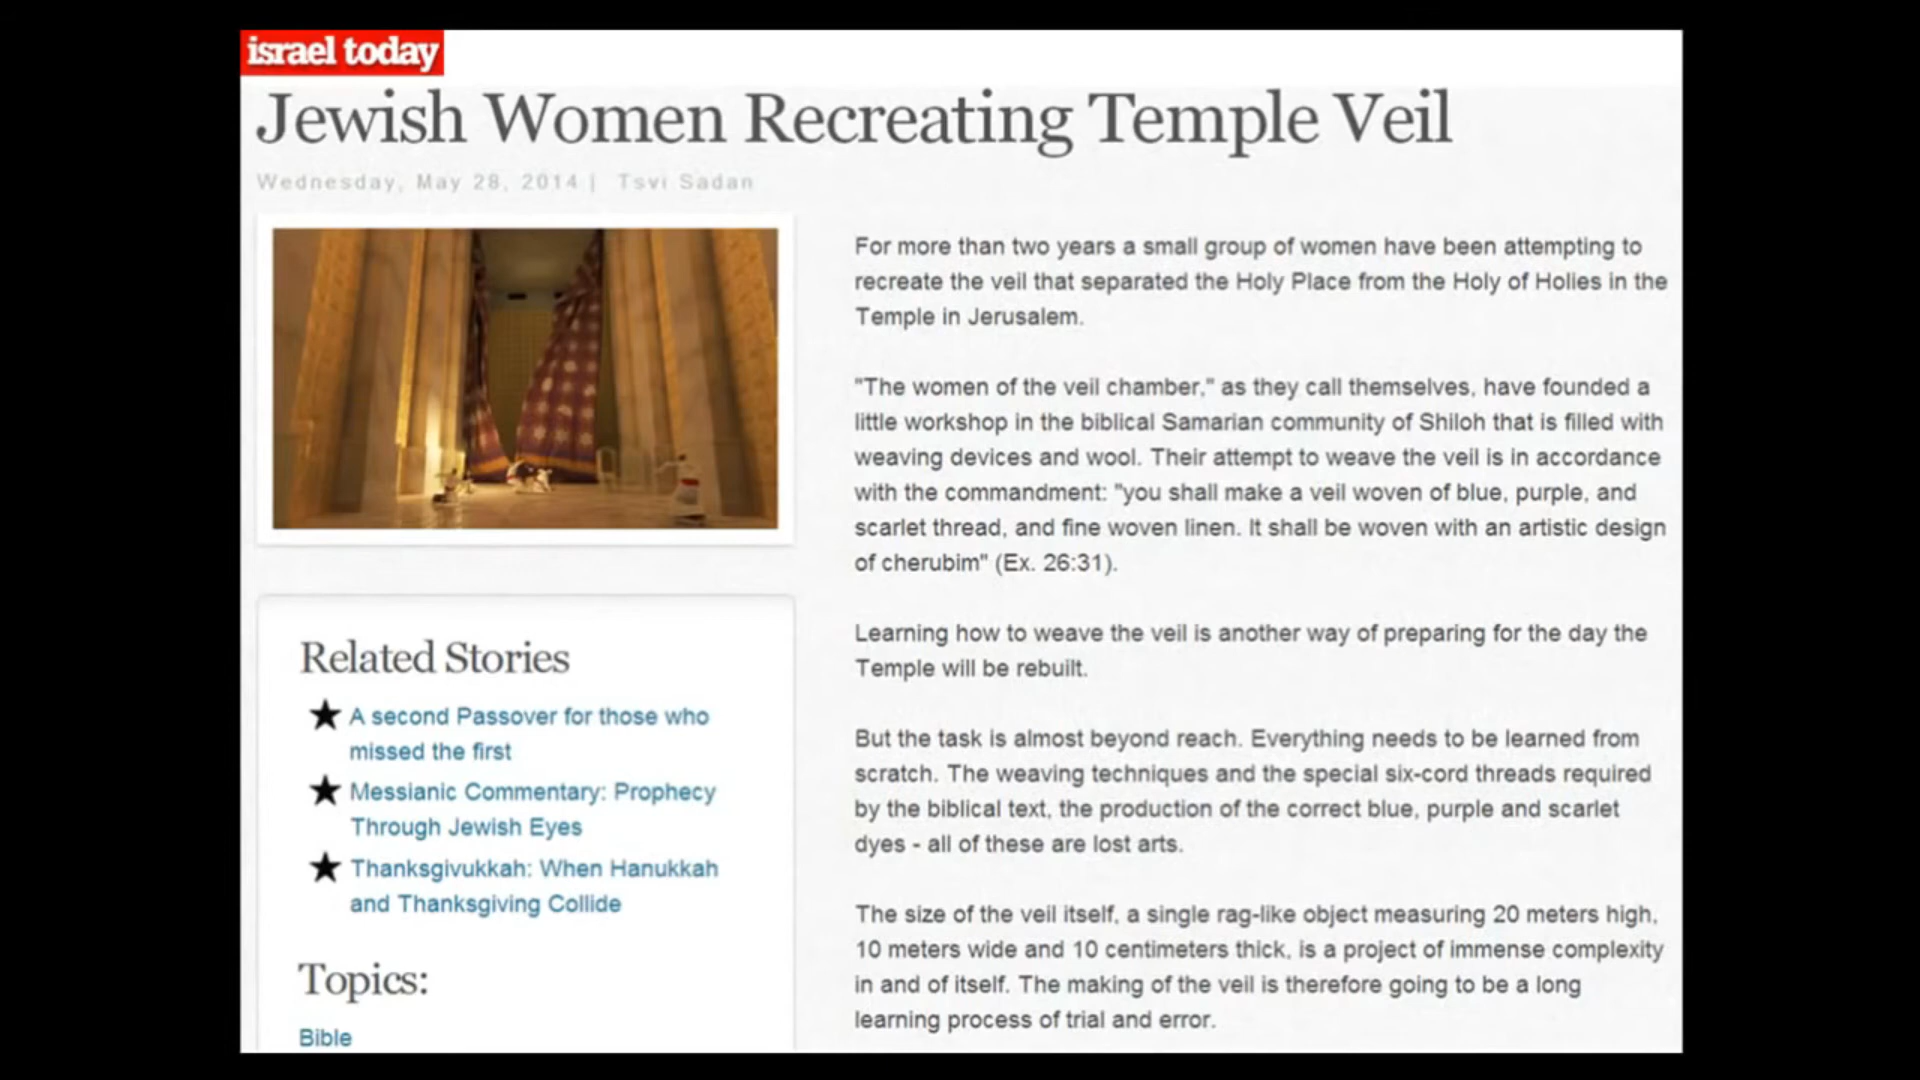 israel today
Jewish Women Recreating Temple Veil
Wednesday, May 28, 2014 | Tsvi Sadan
For more than two years a small group of women have been attempting to
recreate the veil that separated the Holy Place from the Holy of Holies in the
Temple in Jerusalem.
"The women of the veil chamber," as they call themselves, have founded a
little workshop in the biblical Samarian community of Shiloh that is filled with
weaving devices and wool. Their attempt to weave the veil is in accordance
with the commandment: "you shall make a veil woven of blue, purple, and
scarlet thread, and fine woven linen. It shall be woven with an artistic design
of cherubim" (Ex. 26:31).
Learning how to weave the veil is another way of preparing for the day the
Temple will be rebuilt.
But the task is almost beyond reach. Everything needs to be learned from
scratch. The weaving techniques and the special six-cord threads required
by the biblical text, the production of the correct blue, purple and scarlet
dyes - all of these are lost arts.
The size of the veil itself, a single rag-like object measuring 20 meters high,
10 meters wide and 10 centimeters thick, is a project of immense complexity
in and of itself. The making of the veil is therefore going to be a long
learning process of trial and error.
Related Stories
A second Passover for those who
missed the first
Messianic Commentary: Prophecy
Through Jewish Eyes
Thanksgivukkah: When Hanukkah
and Thanksgiving Collide
Topics:
Bible